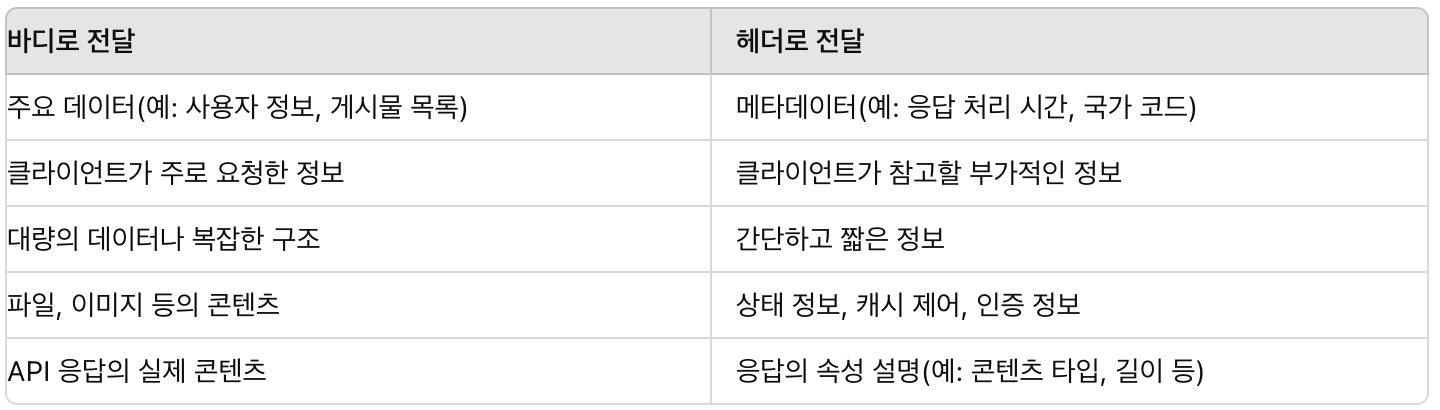 바디로 전달 헤더로 전달
주요 데이터(예: 사용자 정보, 게시물 목록) 메타데이터(예: 응답 처리 시간, 국가 코드)
클라이언트가 주로 요청한 정보 클라이언트가 참고할 부가적인 정보
대량의 데이터나 복잡한 구조 간단하고 짧은 정보
파일, 이미지 등의 콘텐츠 상태 정보, 캐시 제어, 인증 정보
API 응답의 실제 콘텐츠 응답의 속성 설명(예: 콘텐츠 타입, 길이 등)